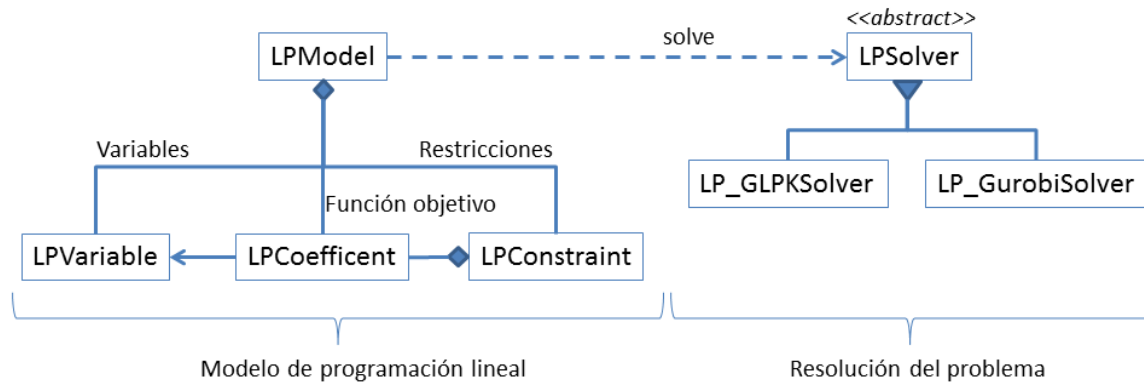 <<abstract>>
solve
LPModel
LPSolver
Variables
Restricciones
LP_GLPKSolver
LP_GurobiSolver
Función objetivo
LPVariable
LPCoefficent
LPConstraint
Modelo de programación lineal
Resolución del problema